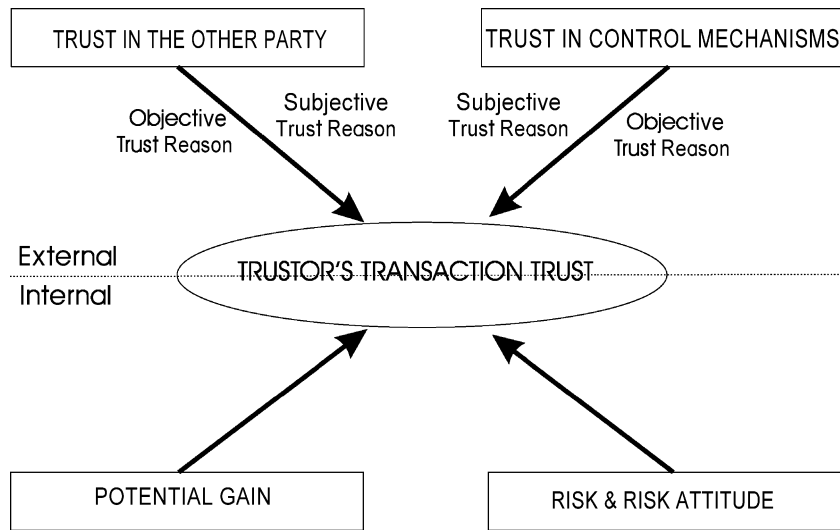 TRUST IN THE OTHER PARTY
TRUST IN CONTROL MECHANISMS
Objective
Trust Reason
Subjective
Trust Reason
Subjective
Trust Reason
Objective
Trust Reason
External
TRUSTOR'S TRANSACTION TRUST
Internal
POTENTIAL GAIN
RISK & RISK ATTITUDE